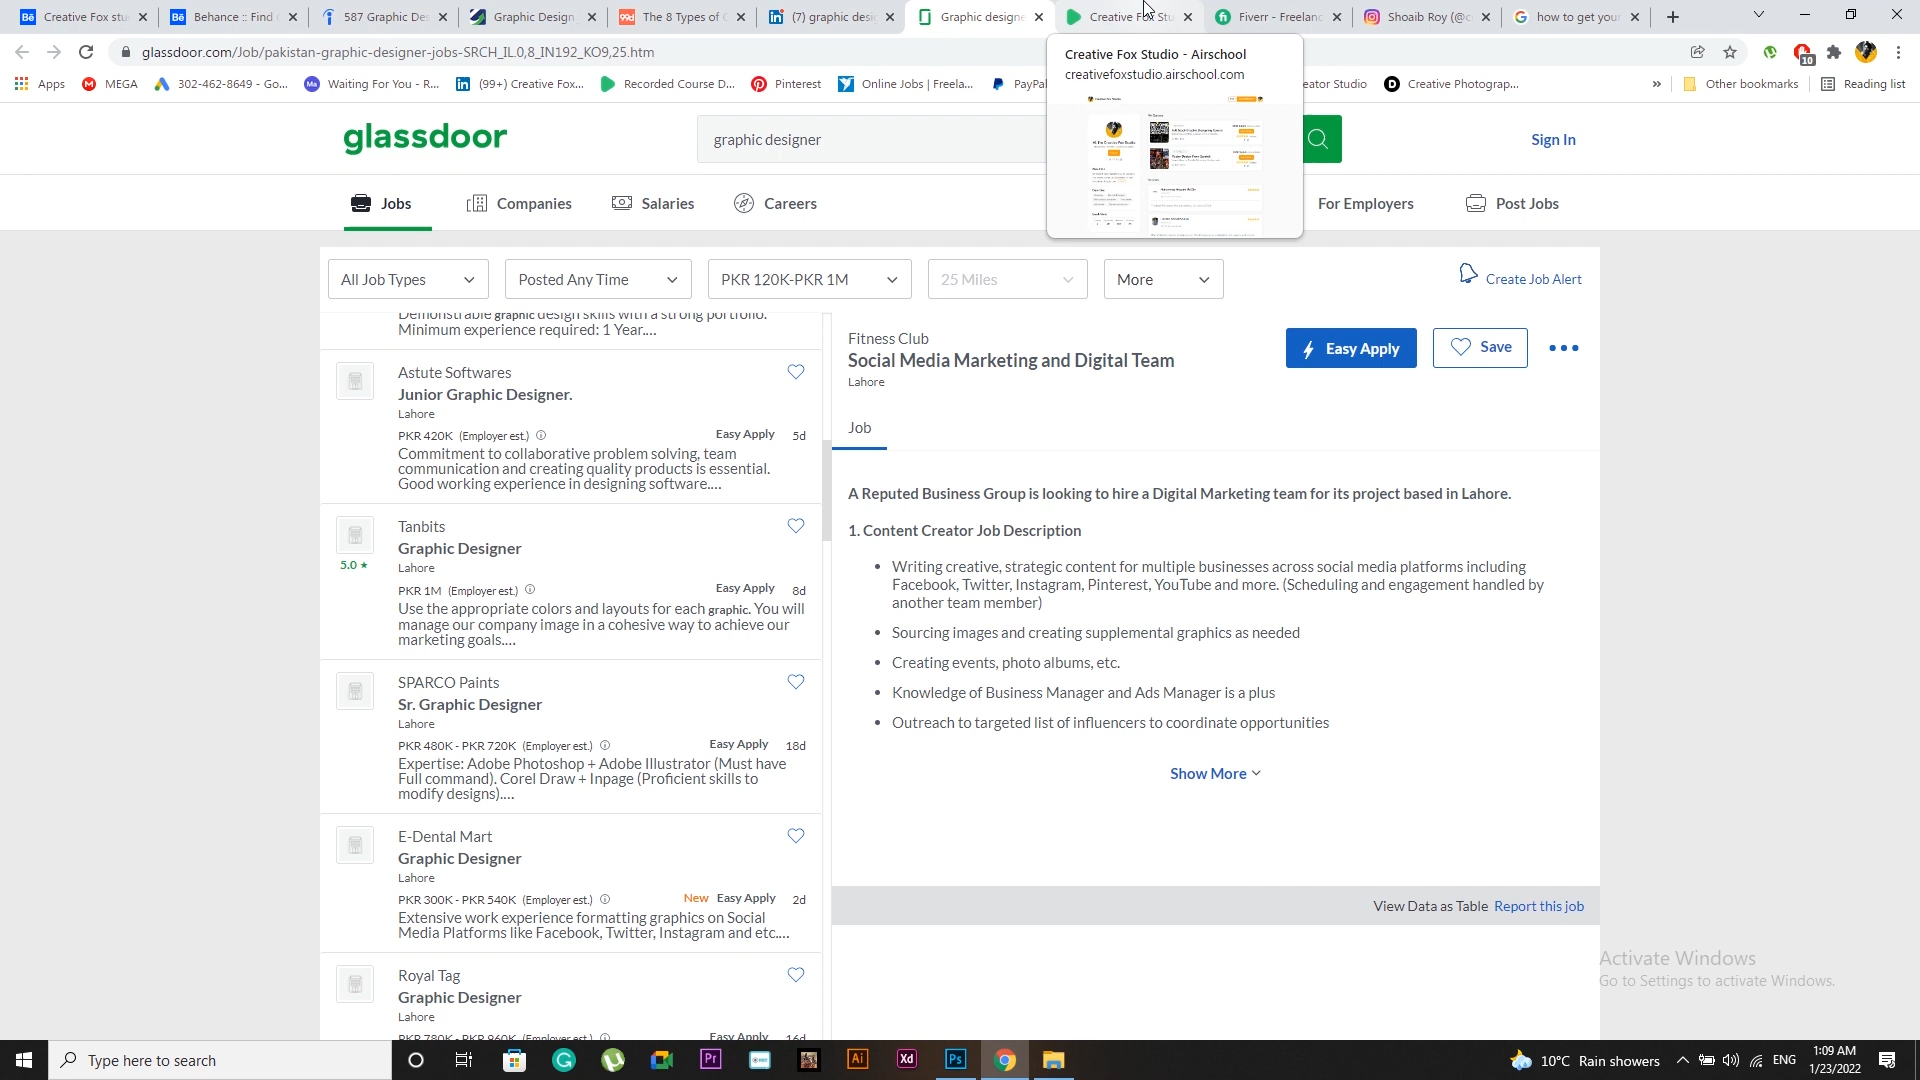 Creative Fox stu
Behance :: Find
587 Graphic De
Graphic Design
The 8 Types of
(7) graphic desi
Graphic designe
Creative Fox Stu
Fiverr - Freelanc
Shoaib Roy (@c
how to get your
glassdoor.com/Job/pakistan-graphic-designer-jobs-SRCH_IL.0,8_IN192_KO9,25.htm
Apps
MEGA
302-462-8649 - Go...
Waiting For You - R...
(99+) Creative Fox...
Recorded Course D...
Pinterest
Online Jobs | Freela...
PayPa
eator Studio
Creative Photograp...
Other bookmarks
Reading list
Creative Fox Studio - Airschool
creativefoxstudio.airschool.com
glassdoor
graphic designer
Sign In
Jobs
Companies
Salaries
Careers
For Employers
Post Jobs
All Job Types
Posted Any Time
PKR 120K-PKR 1M
25 Miles
More
Create Job Alert
Demonstrable graphic design skills with a strong portfolio.
Minimum experience required: 1 Year....
Astute Softwares
Junior Graphic Designer.
Lahore
PKR 420K (Employer est.) Easy Apply 5d
Commitment to collaborative problem solving, team
communication and creating quality products is essential.
Good working experience in designing software....
Tanbits
Graphic Designer
5.0 ★ Lahore
PKR 1M (Employer est.) Easy Apply 8d
Use the appropriate colors and layouts for each graphic. You will
manage our company image in a cohesive way to achieve our
marketing goals....
SPARCO Paints
Sr. Graphic Designer
Lahore
PKR 480K - PKR 720K (Employer est.) Easy Apply 18d
Expertise: Adobe Photoshop + Adobe Illustrator (Must have
Full command). Corel Draw + Inpage (Proficient skills to
modify designs)....
E-Dental Mart
Graphic Designer
Lahore
PKR 300K - PKR 540K (Employer est.) New Easy Apply 2d
Extensive work experience formatting graphics on Social
Media Platforms like Facebook, Twitter, Instagram and etc....
Royal Tag
Graphic Designer
Lahore
PKR 780K - PKR 960K (Employer est.) Easy Apply 16d
Fitness Club
Social Media Marketing and Digital Team
Lahore
Easy Apply
Save
Job
A Reputed Business Group is looking to hire a Digital Marketing team for its project based in Lahore.
1. Content Creator Job Description
• Writing creative, strategic content for multiple businesses across social media platforms including
Facebook, Twitter, Instagram, Pinterest, YouTube and more. (Scheduling and engagement handled by
another team member)
• Sourcing images and creating supplemental graphics as needed
• Creating events, photo albums, etc.
• Knowledge of Business Manager and Ads Manager is a plus
• Outreach to targeted list of influencers to coordinate opportunities
Show More
View Data as Table Report this job
Activate Windows
Go to Settings to activate Windows.
Type here to search
10°C Rain showers
ENG
1:09 AM
1/23/2022